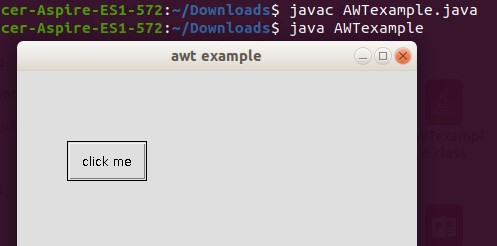 cer-Aspire-ES1-572:~/Downloads$ javac AWTexample.java
cer-Aspire-ES1-572:~/Downloads$ java AWTexample
awt example
click me